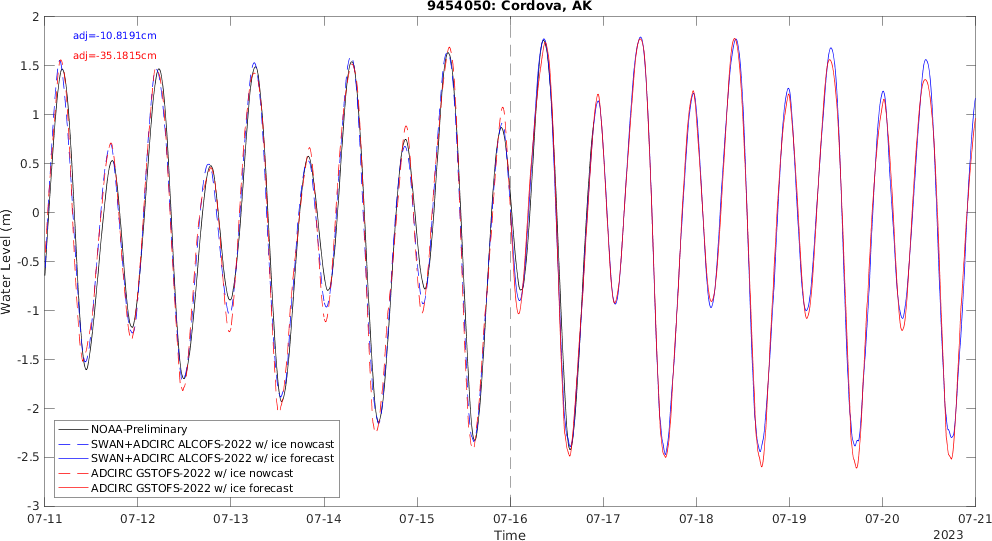 9454050: Cordova, AK
adj=-10.8191cm
adj=-35.1815cm
Water Level (m)
2
1.5
1
0.5
0
-0.5
-1
-1.5
-2
-2.5
-3
NOAA-Preliminary
SWAN+ADCIRC ALCOFS-2022 w/ ice nowcast
SWAN+ADCIRC ALCOFS-2022 w/ ice forecast
ADCIRC GSTOFS-2022 w/ ice nowcast
ADCIRC GSTOFS-2022 w/ ice forecast
07-11 07-12 07-13 07-14 07-15 07-16 07-17 07-18 07-19 07-20 07-21
Time
2023